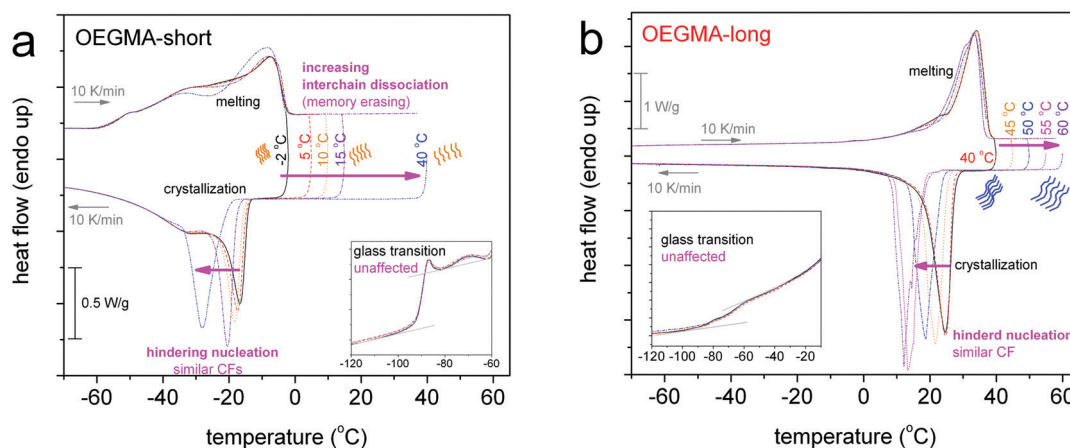 a
OEGMA-short
10 K/min
melting
increasing
interchain dissociation
(memory erasing)
-2 °C
5 °C
10 °C
15 °C
40 °C
crystallization
10 K/min
heat flow (endo up)
0.5 W/g
hindering nucleation
similar CFs
glass transition
unaffected
-120 -100 -80 -60
-60 -40 -20 0 20 40 60
temperature (°C)
b
OEGMA-long
melting
1 W/g
10 K/min
45 °C
50 °C
55 °C
60 °C
40 °C
10 K/min
heat flow (endo up)
glass transition
unaffected
crystallization
hinderd nucleation
similar CF
-120 -100 -80 -60 -40 -20
-60 -40 -20 0 20 40 60
temperature (°C)